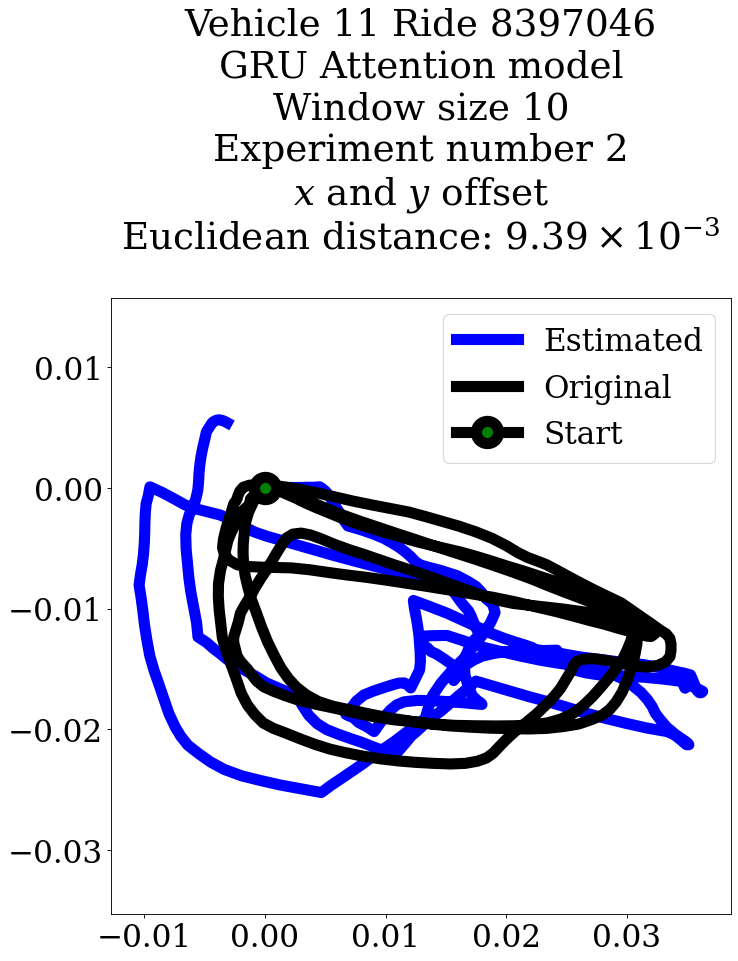 Vehicle 11 Ride 8397046
GRU Attention model
Window size 10
Experiment number 2
x and y offset
Euclidean distance: 9.39 × 10⁻³
Estimated
Original
Start
0.01
0.00
−0.01
−0.02
−0.03
−0.01 0.00 0.01 0.02 0.03